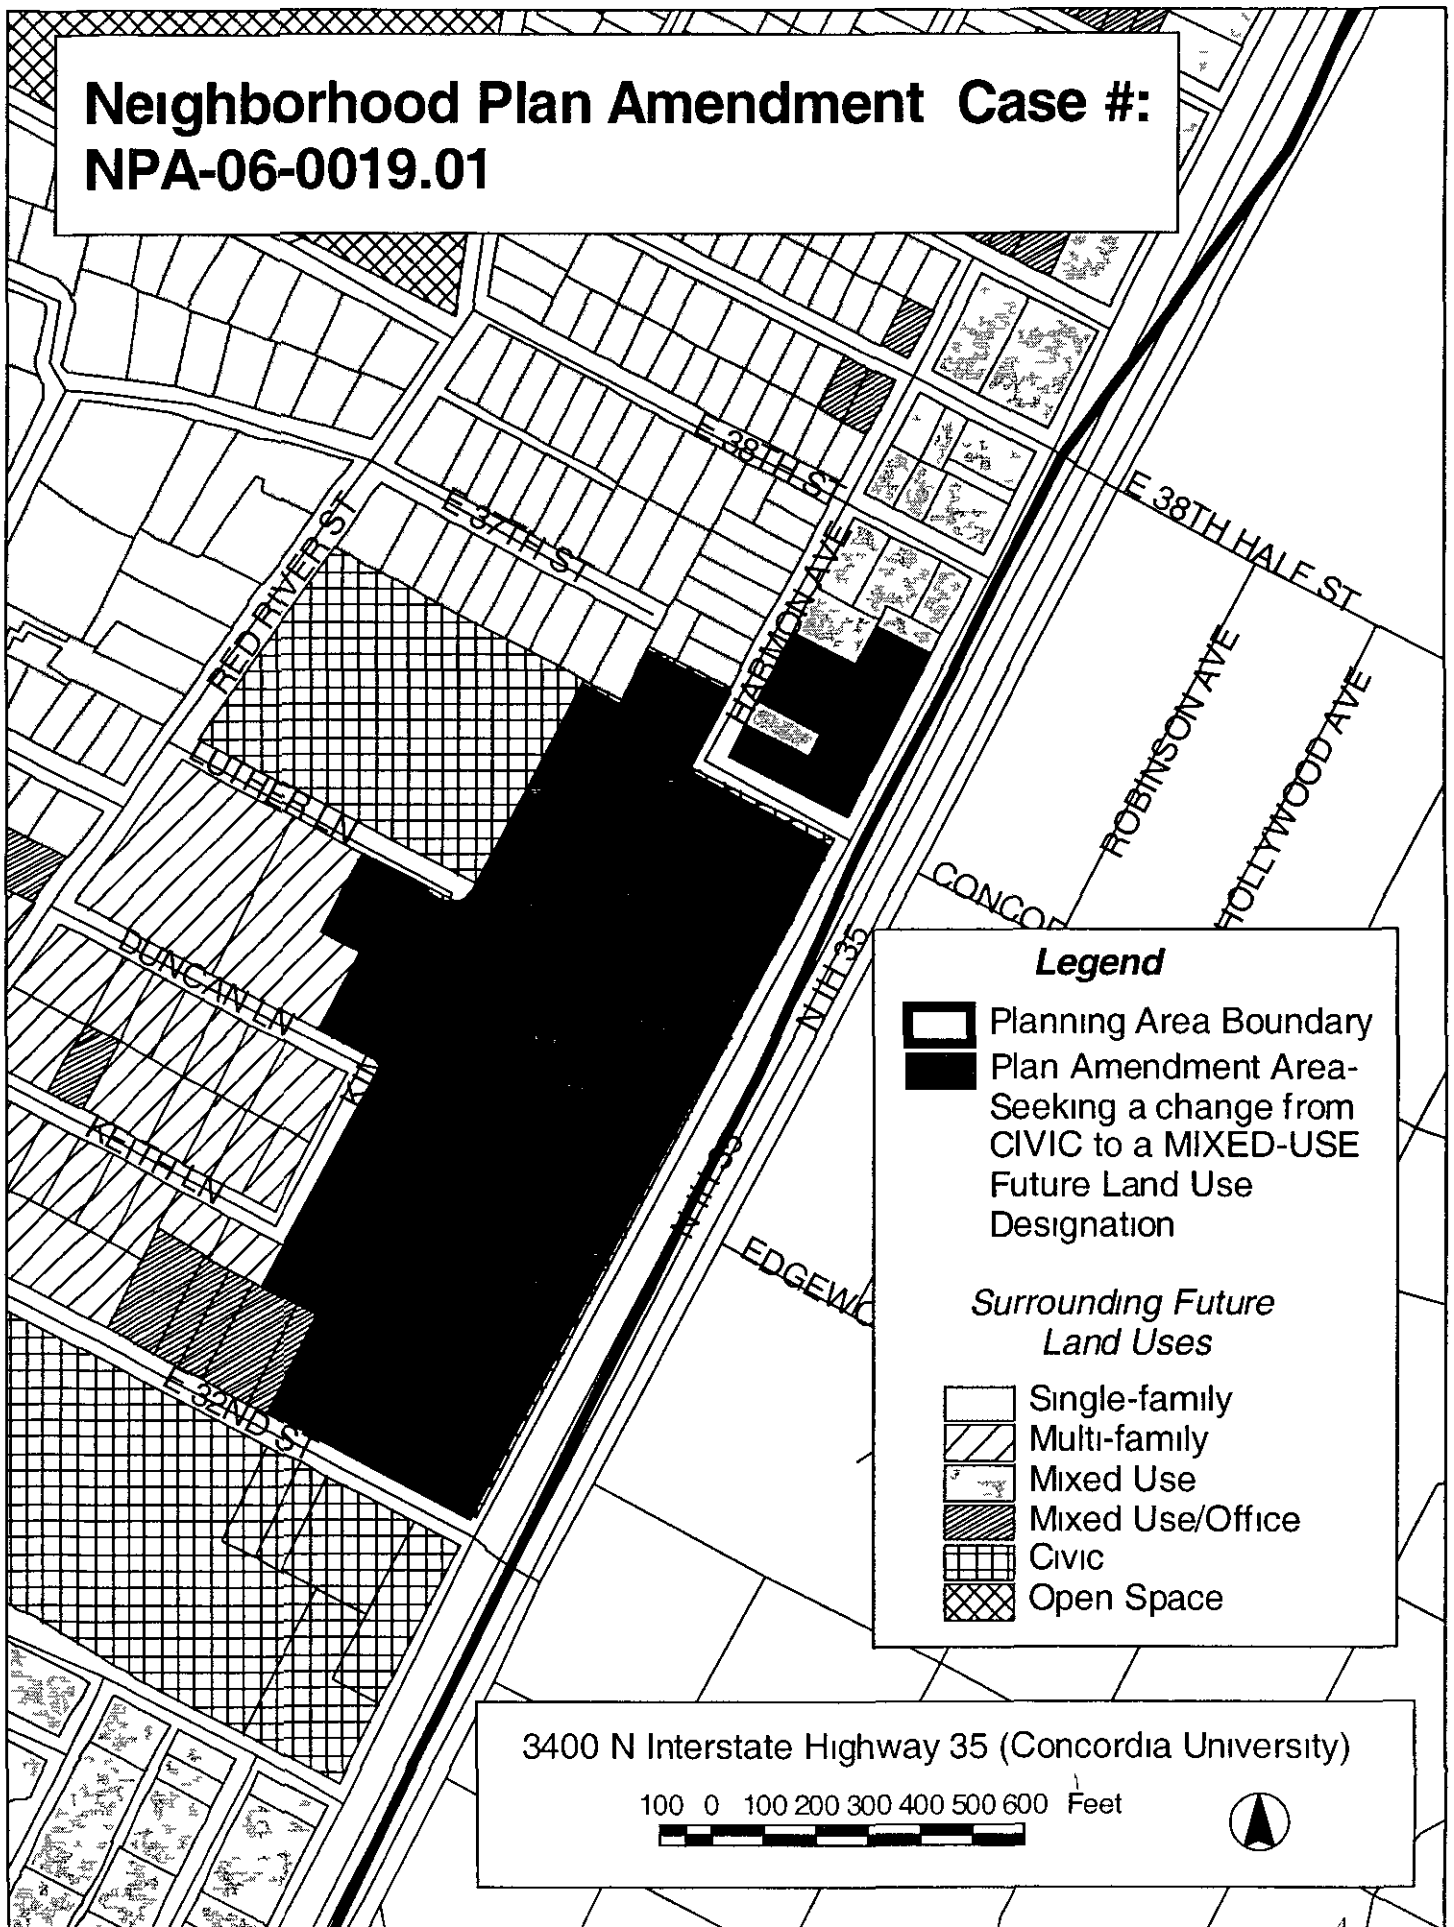 Neighborhood Plan Amendment Case #:
NPA-06-0019.01
E 38TH ST
E 37TH ST
E 38TH HALF ST
RED RIVER ST
HARMON AVE
ROBINSON AVE
HOLLYWOOD AVE
LUTHER LN
CONCOR
DUNCAN LN
N IH 35
KEITH LN
N IH 35
EDGEWO
E 32ND ST
Legend
Planning Area Boundary
Plan Amendment Area-
Seeking a change from
CIVIC to a MIXED-USE
Future Land Use
Designation
Surrounding Future
Land Uses
Single-family
Multi-family
Mixed Use
Mixed Use/Office
Civic
Open Space
3400 N Interstate Highway 35 (Concordia University)
100 0 100 200 300 400 500 600 Feet